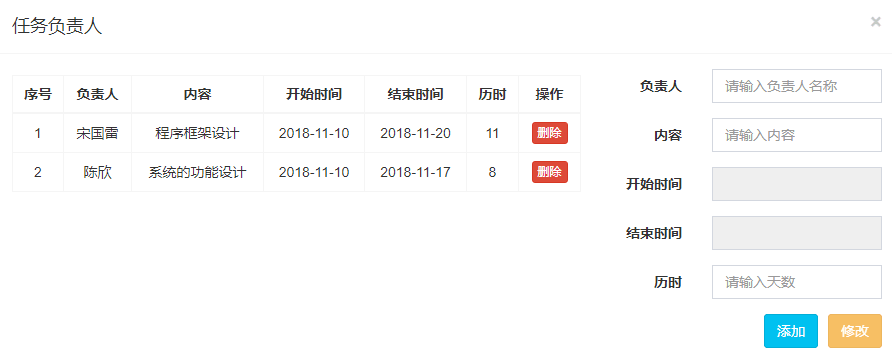 任务负责人 ×
序号 负责人 内容 开始时间 结束时间 历时 操作
1 宋国雷 程序框架设计 2018-11-10 2018-11-20 11 删除
2 陈欣 系统的功能设计 2018-11-10 2018-11-17 8 删除
负责人 请输入负责人名称
内容 请输入内容
开始时间
结束时间
历时 请输入天数
添加 修改